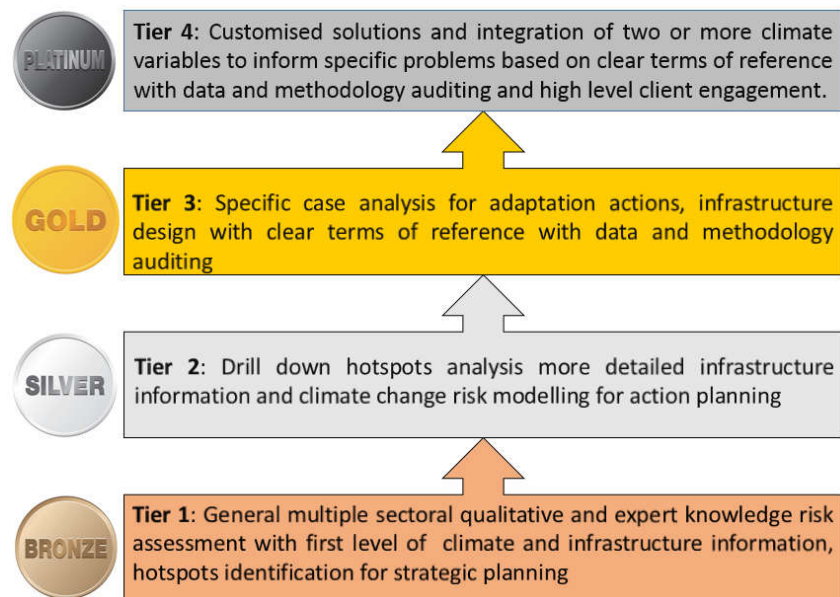 PLATINUM
Tier 4: Customised solutions and integration of two or more climate
variables to inform specific problems based on clear terms of reference
with data and methodology auditing and high level client engagement.
GOLD
Tier 3: Specific case analysis for adaptation actions, infrastructure
design with clear terms of reference with data and methodology
auditing
SILVER
Tier 2: Drill down hotspots analysis more detailed infrastructure
information and climate change risk modelling for action planning
BRONZE
Tier 1: General multiple sectoral qualitative and expert knowledge risk
assessment with first level of climate and infrastructure information,
hotspots identification for strategic planning